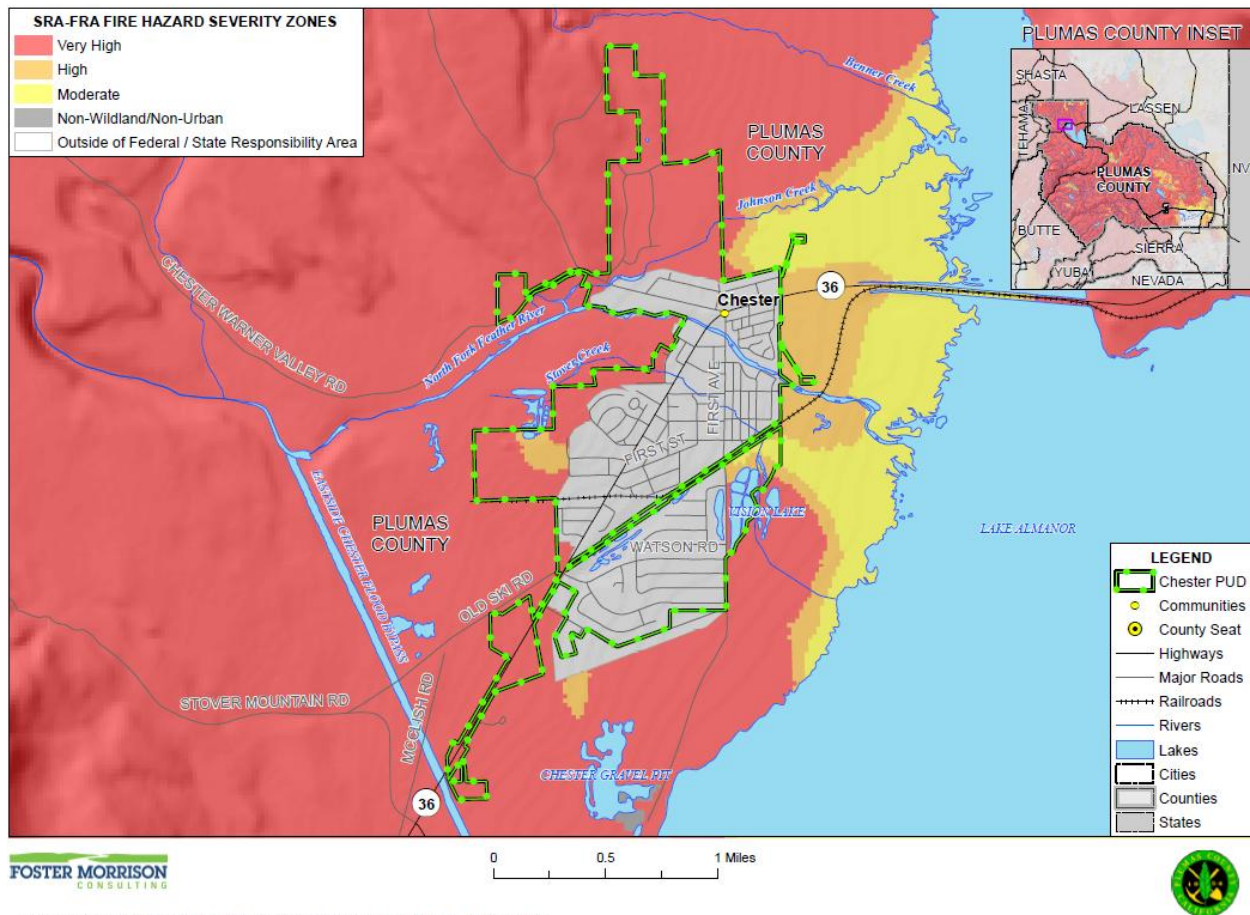 SRA-FRA FIRE HAZARD SEVERITY ZONES
Very High
High
Moderate
Non-Wildland/Non-Urban
Outside of Federal / State Responsibility Area
PLUMAS COUNTY INSET
SHASTA
LASSEN
TEHAMA
NV
PLUMAS
COUNTY
BUTTE
SIERRA
YUBA
NEVADA
Benner Creek
PLUMAS
COUNTY
Johnson Creek
36
Chester
CHESTER WARNER VALLEY RD
North Fork Feather River
Stover Creek
FIRST AVE
FIRST ST
EASTSIDE CHESTER FLOOD BYPASS
PLUMAS
COUNTY
LAKE ALMANOR
WATSON RD
OLD SKI RD
STOVER MOUNTAIN RD
MCCLISH RD
CHESTER GRAVEL PIT
36
LEGEND
Chester PUD
Communities
County Seat
Highways
Major Roads
Railroads
Rivers
Lakes
Cities
Counties
States
0 0.5 1 Miles
FOSTER MORRISON
CONSULTING
PLUMAS COUNTY
CALIFORNIA